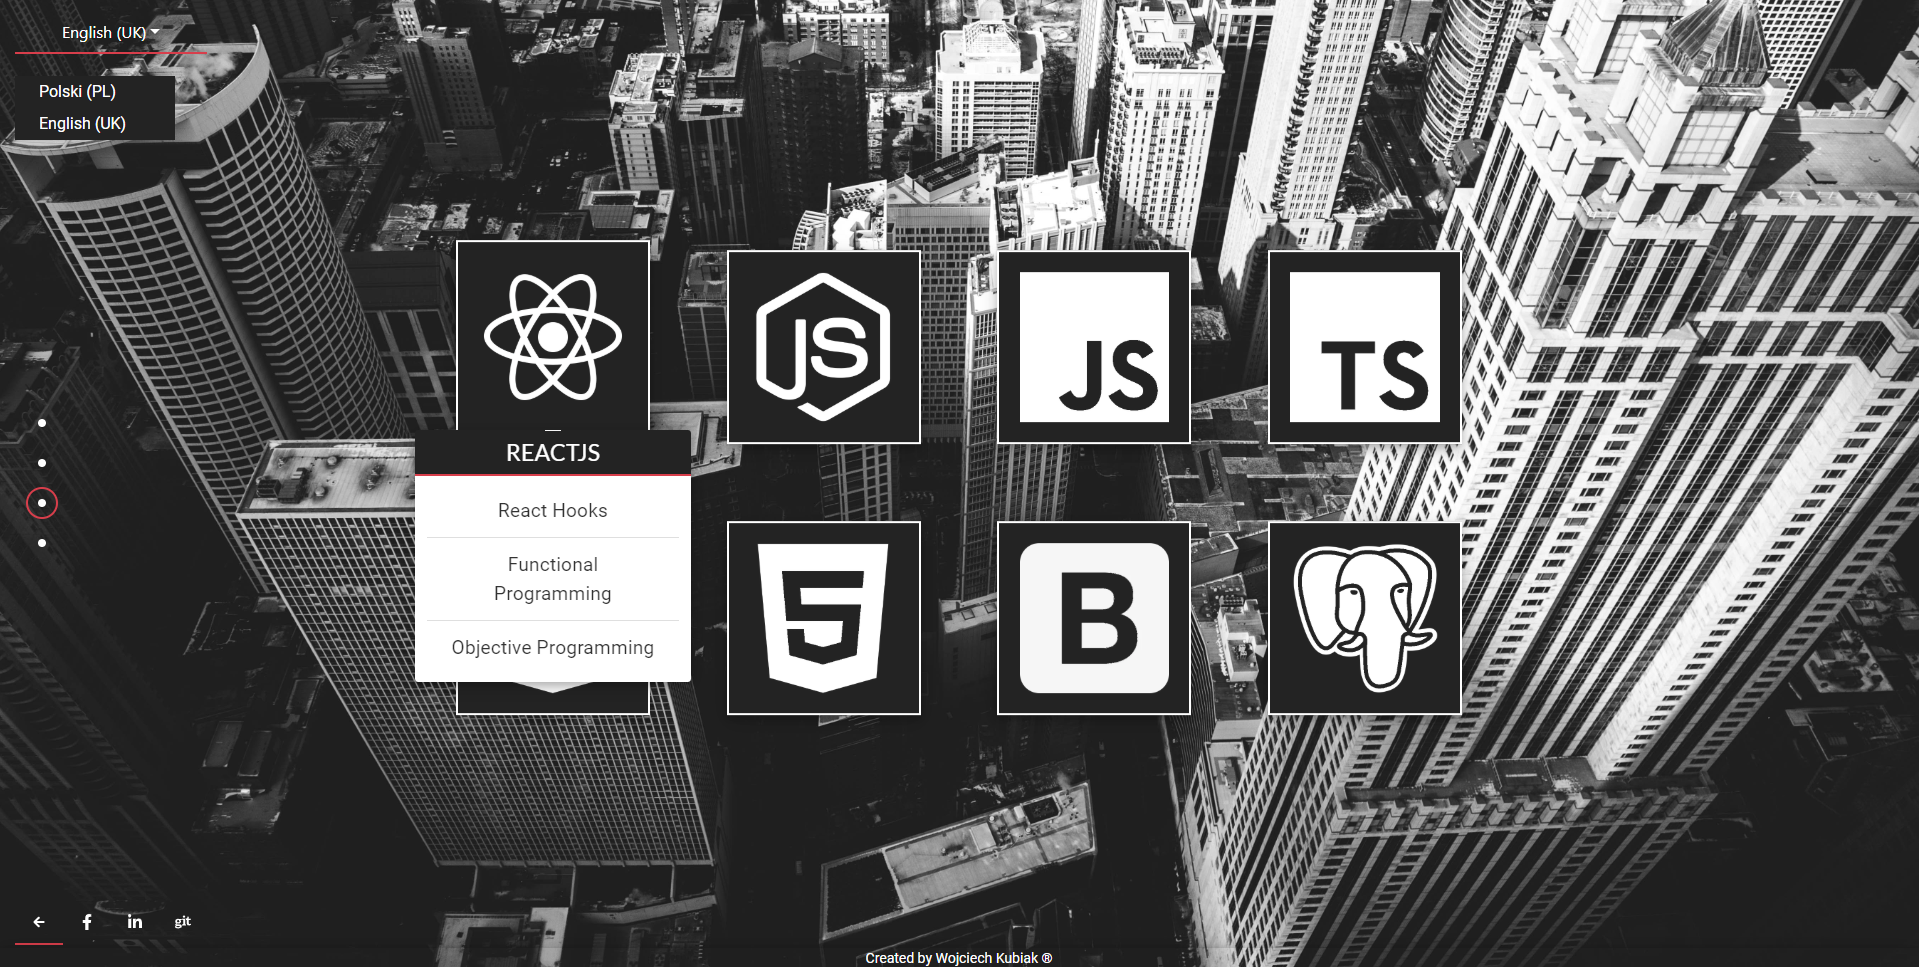 English (UK)
Polski (PL)
English (UK)
JS
JS
TS
REACTJS
React Hooks
Functional
Programming
Objective Programming
5
B
git
Created by Wojciech Kubiak ®